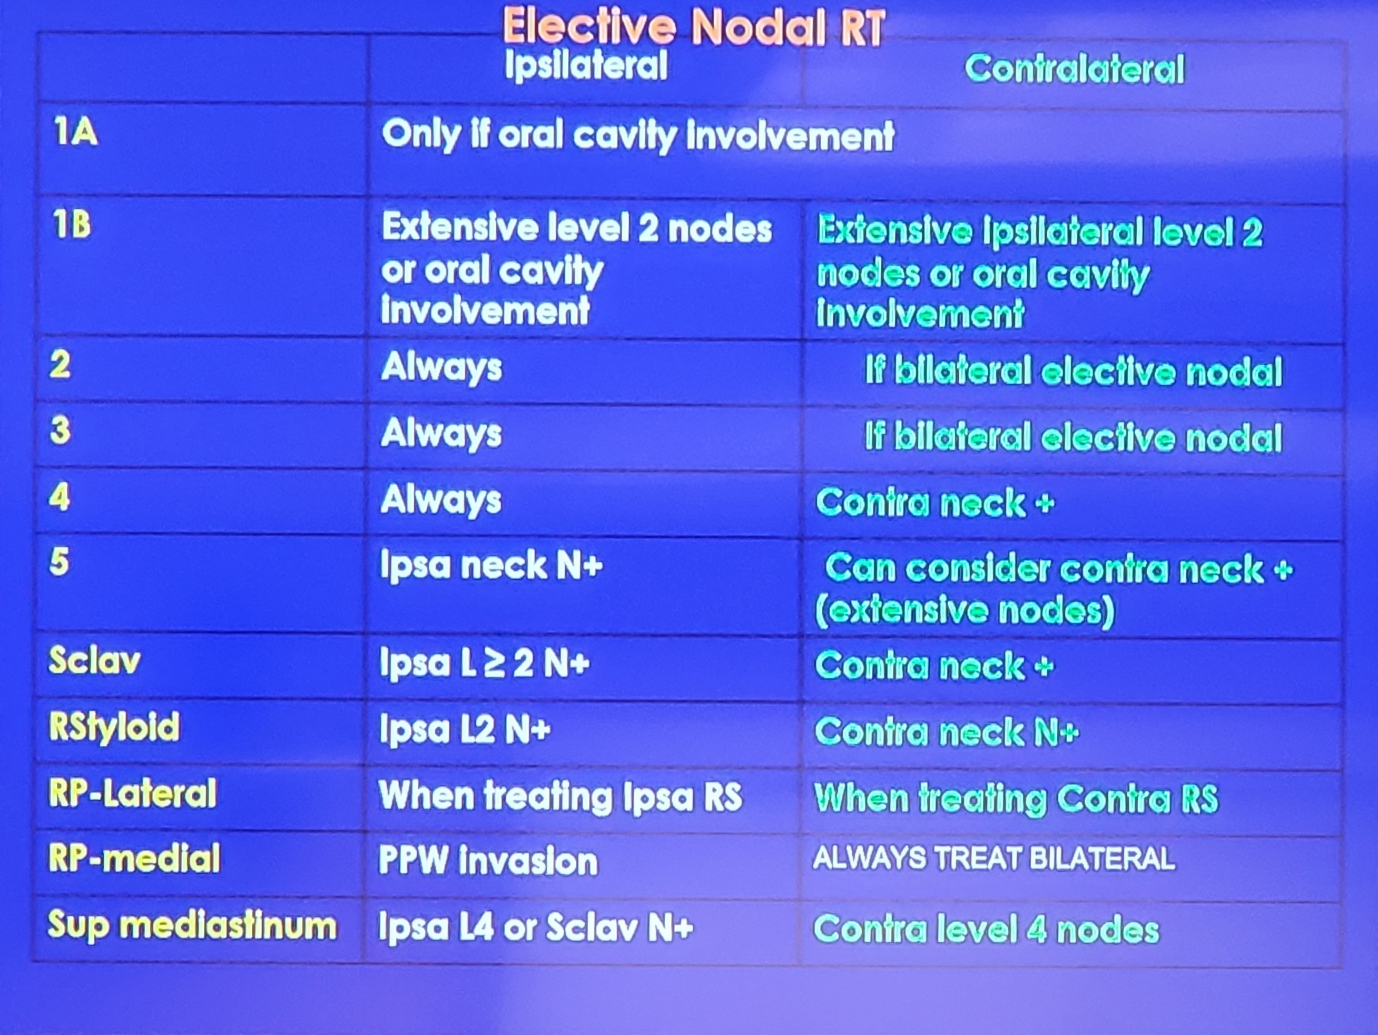 Elective Nodal RT
Ipsilateral
Contralateral
1A
Only if oral cavity involvement
1B
Extensive level 2 nodes
or oral cavity
involvement
Extensive ipsilateral level 2
nodes or oral cavity
involvement
2
Always
If bilateral elective nodal
3
Always
If bilateral elective nodal
4
Always
Contra neck +
5
Ipsa neck N+
Can consider contra neck +
(extensive nodes)
Sclav
Ipsa L ≥ 2 N+
Contra neck +
RStyloid
Ipsa L2 N+
Contra neck N+
RP-Lateral
When treating Ipsa RS
When treating Contra RS
RP-medial
PPW invasion
ALWAYS TREAT BILATERAL
Sup mediastinum
Ipsa L4 or Sclav N+
Contra level 4 nodes